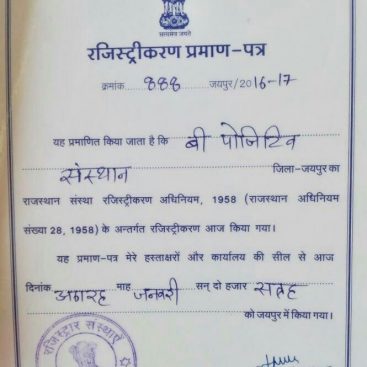 सत्यमेव जयते
रजिस्ट्रीकरण प्रमाण-पत्र
क्रमांक 888 जयपुर/2016-17
यह प्रमाणित किया जाता है कि बी पोजिटिव
संस्थान जिला-जयपुर का
राजस्थान संस्था रजिस्ट्रीकरण अधिनियम, 1958 (राजस्थान अधिनियम
संख्या 28, 1958) के अन्तर्गत रजिस्ट्रीकरण आज किया गया।
यह प्रमाण-पत्र मेरे हस्ताक्षरों और कार्यालय की सील से आज
दिनांक अठारह माह जनवरी सन् दो हजार सत्रह
को जयपुर में किया गया।
रजिस्ट्रार संस्थाएँ